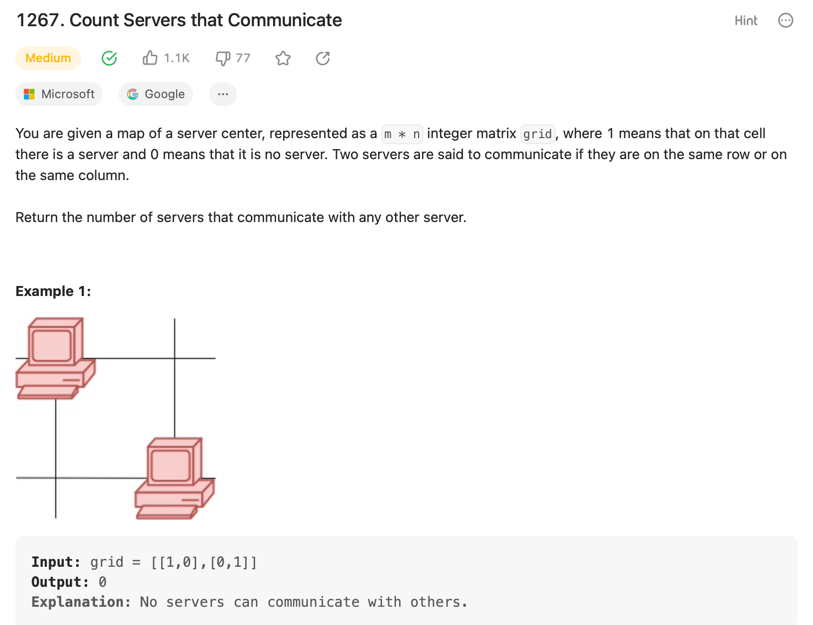 1267. Count Servers that Communicate
Hint
Medium
1.1K
77
Microsoft
Google
...
You are given a map of a server center, represented as a m * n integer matrix grid, where 1 means that on that cell
there is a server and 0 means that it is no server. Two servers are said to communicate if they are on the same row or on
the same column.
Return the number of servers that communicate with any other server.
Example 1:
Input: grid = [[1,0],[0,1]]
Output: 0
Explanation: No servers can communicate with others.